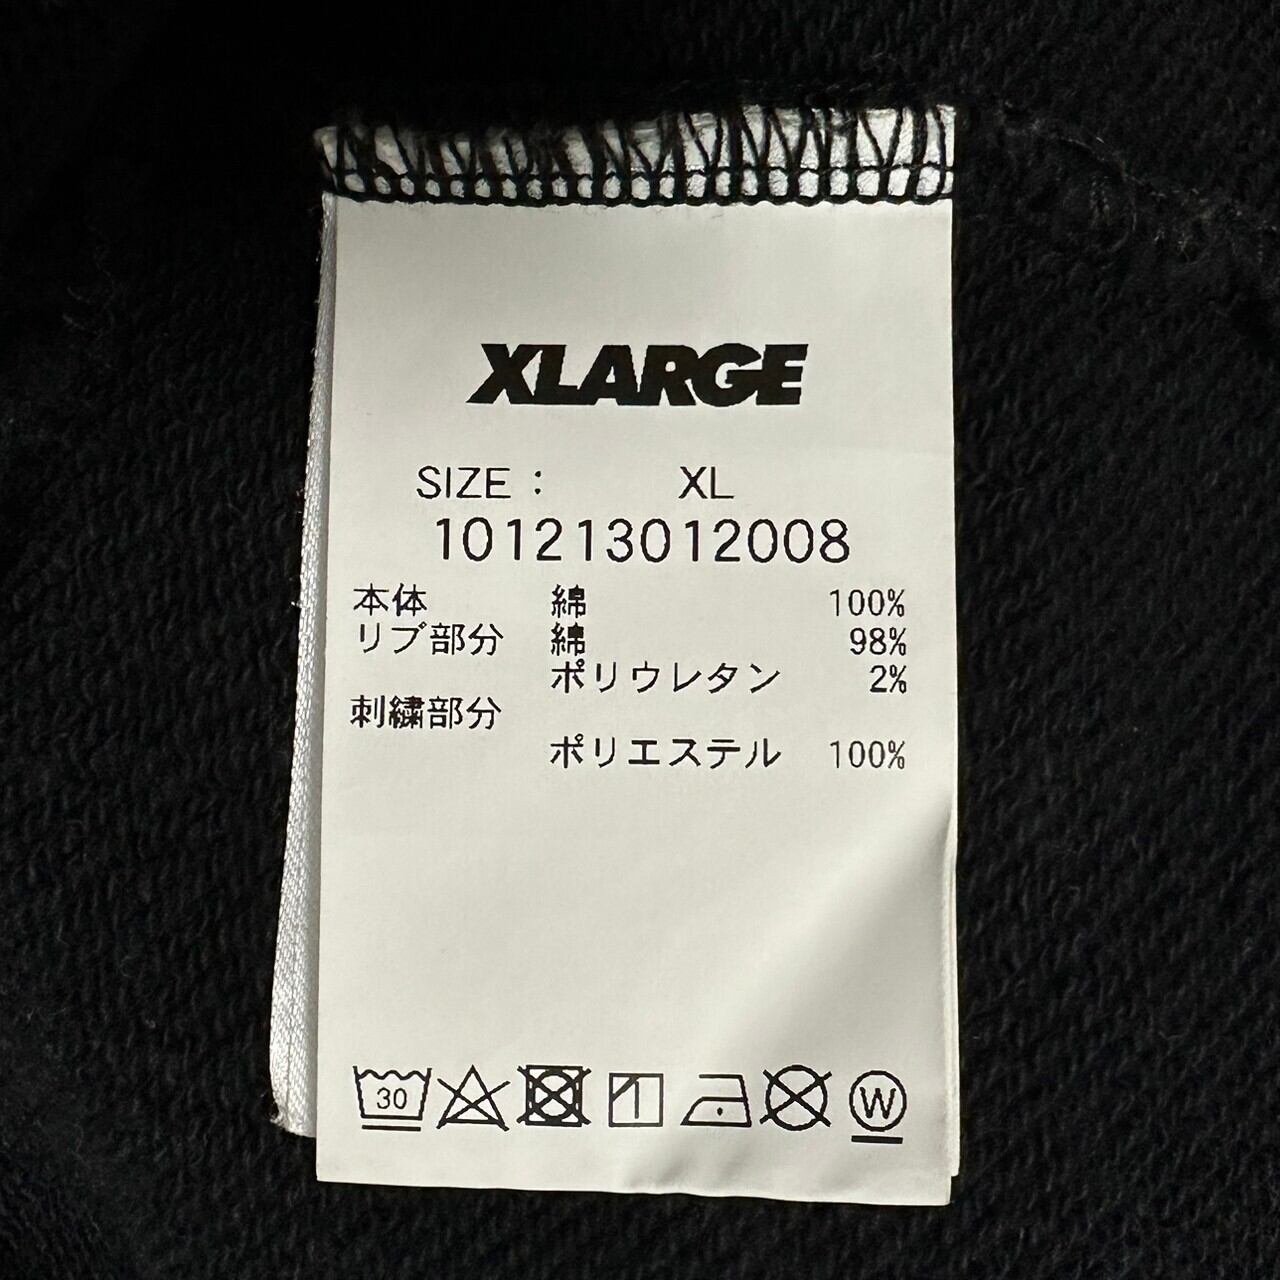 XLARGE
SIZE : XL
101213012008
本体 綿 100%
リブ部分 綿 98%
ポリウレタン 2%
刺繍部分
ポリエステル 100%
30 W